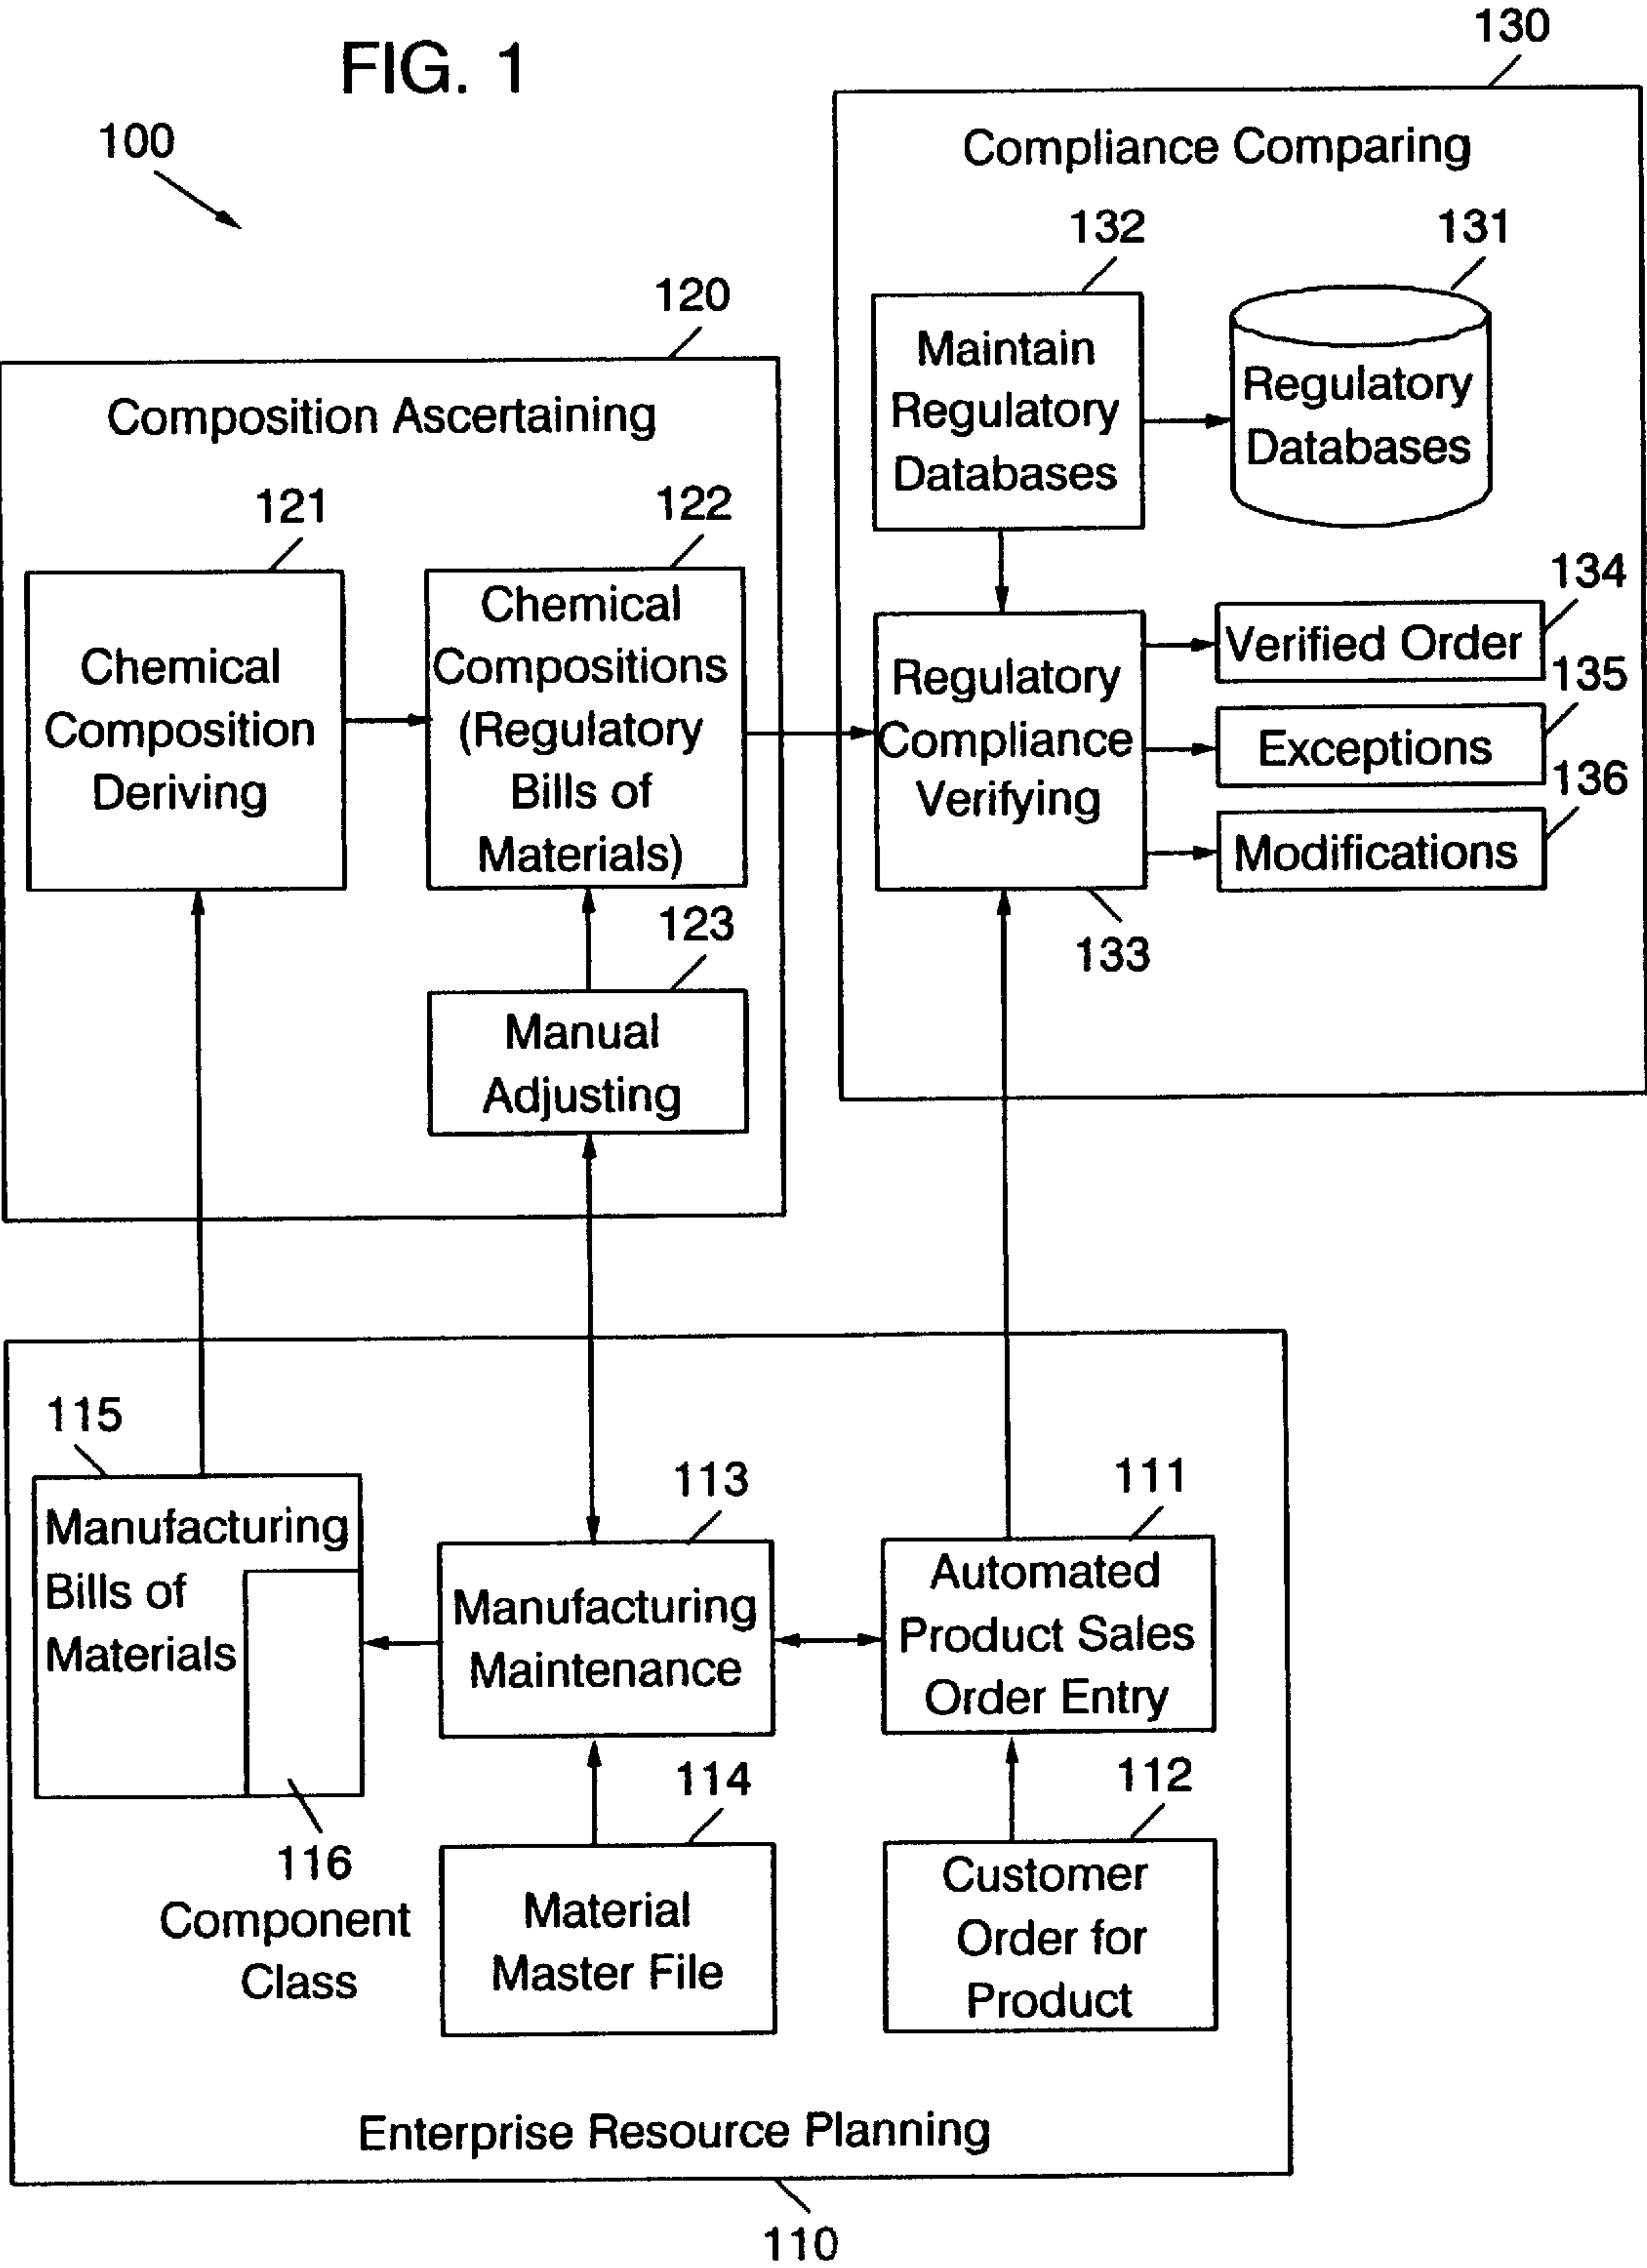 FIG. 1
100
130
Compliance Comparing
132
131
Maintain
Regulatory
Databases
Regulatory
Databases
120
Composition Ascertaining
121
122
Chemical
Composition
Deriving
Chemical
Compositions
(Regulatory
Bills of
Materials)
123
Manual
Adjusting
Regulatory
Compliance
Verifying
133
134
Verified Order
135
Exceptions
136
Modifications
115
Manufacturing
Bills of
Materials
116
Component
Class
113
Manufacturing
Maintenance
111
Automated
Product Sales
Order Entry
114
Material
Master File
112
Customer
Order for
Product
Enterprise Resource Planning
110